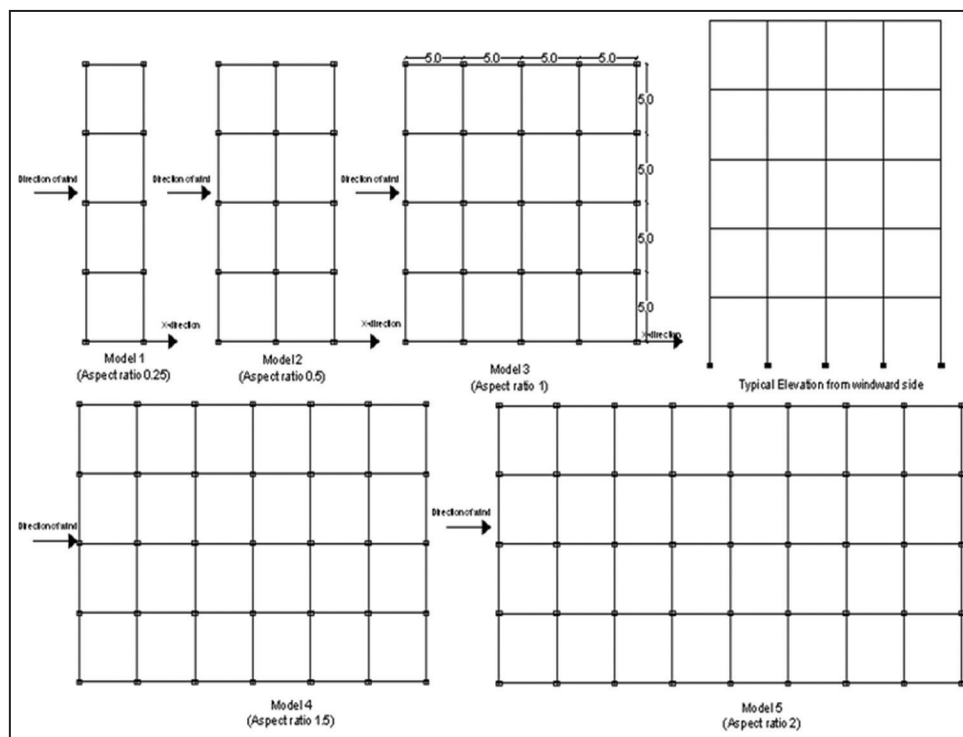 5.0 5.0 5.0 5.0
5.0
5.0
5.0
5.0
Direction of wind
Direction of wind
Direction of wind
X-direction
X-direction
X-direction
Model 1
(Aspect ratio 0.25)
Model 2
(Aspect ratio 0.5)
Model 3
(Aspect ratio 1)
Typical Elevation from windward side
Direction of wind
Direction of wind
Model 4
(Aspect ratio 1.5)
Model 5
(Aspect ratio 2)